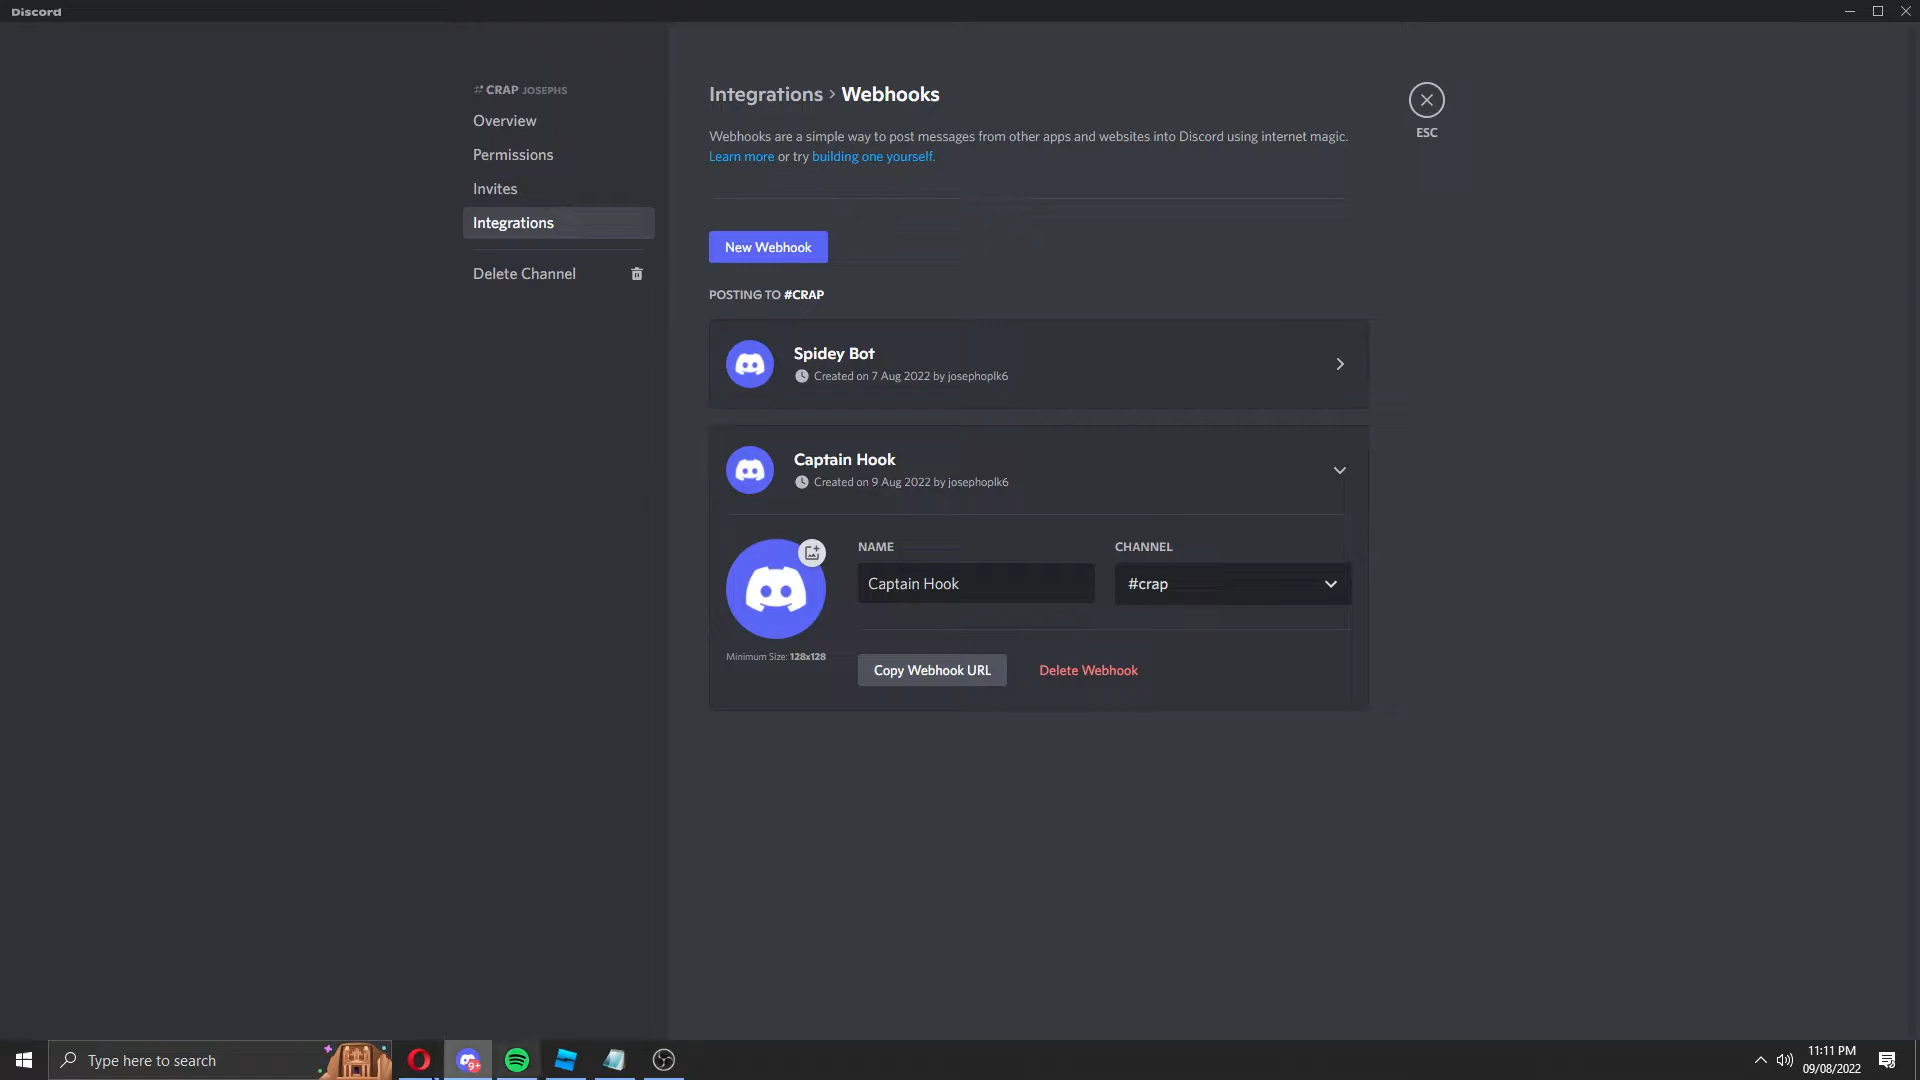 Discord
# CRAP JOSEPHS
Overview
Permissions
Invites
Integrations
Delete Channel
Integrations > Webhooks
Webhooks are a simple way to post messages from other apps and websites into Discord using internet magic.
Learn more or try building one yourself.
ESC
New Webhook
POSTING TO #CRAP
Spidey Bot
Created on 7 Aug 2022 by josephoplk6
Captain Hook
Created on 9 Aug 2022 by josephoplk6
NAME
CHANNEL
Captain Hook
#crap
Minimum Size: 128x128
Copy Webhook URL
Delete Webhook
Type here to search
9+
11:11 PM
09/08/2022